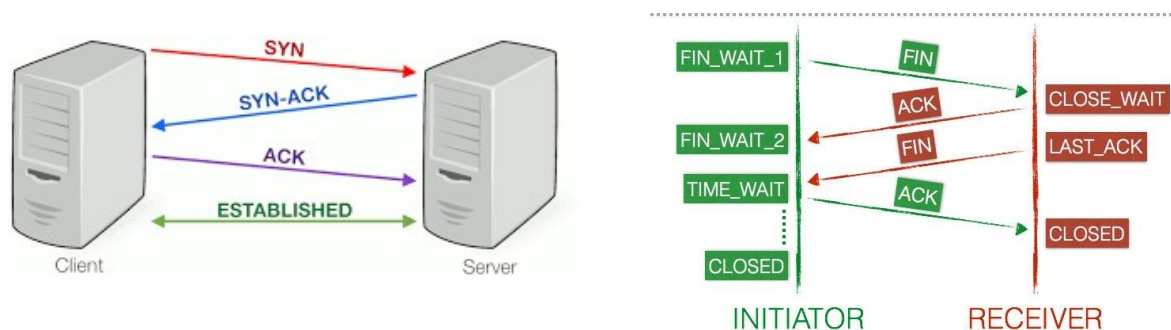 SYN
SYN-ACK
ACK
ESTABLISHED
Client
Server
FIN_WAIT_1
FIN
CLOSE_WAIT
ACK
FIN_WAIT_2
FIN
LAST_ACK
TIME_WAIT
ACK
CLOSED
CLOSED
INITIATOR
RECEIVER